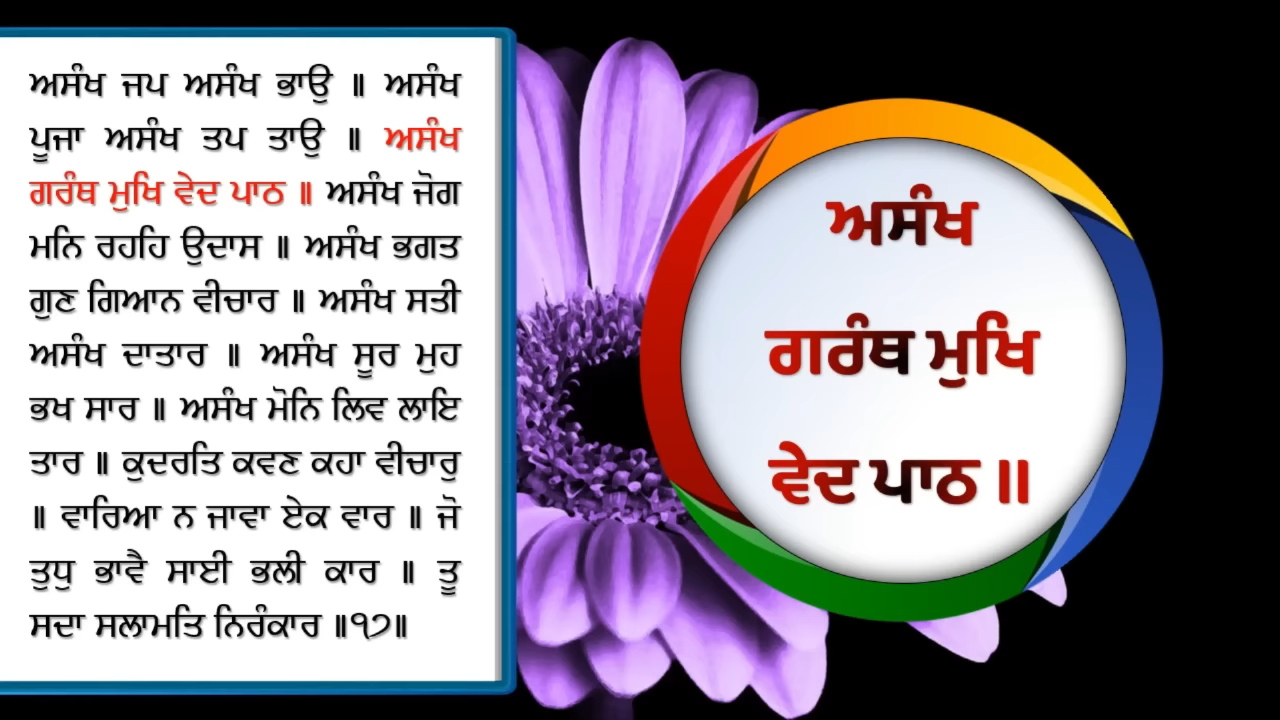 ਅਸੰਖ ਜਪ ਅਸੰਖ ਭਾਉ ॥ ਅਸੰਖ
ਪੂਜਾ ਅਸੰਖ ਤਪ ਤਾਉ ॥ ਅਸੰਖ
ਗਰੰਥ ਮੁਖਿ ਵੇਦ ਪਾਠ ॥ ਅਸੰਖ ਜੋਗ
ਮਨਿ ਰਹਹਿ ਉਦਾਸ ॥ ਅਸੰਖ ਭਗਤ
ਗੁਣ ਗਿਆਨ ਵੀਚਾਰ ॥ ਅਸੰਖ ਸਤੀ
ਅਸੰਖ ਦਾਤਾਰ ॥ ਅਸੰਖ ਸੂਰ ਮੁਹ
ਭਖ ਸਾਰ ॥ ਅਸੰਖ ਮੋਨਿ ਲਿਵ ਲਾਇ
ਤਾਰ ॥ ਕੁਦਰਤਿ ਕਵਣ ਕਹਾ ਵੀਚਾਰੁ
॥ ਵਾਰਿਆ ਨ ਜਾਵਾ ਏਕ ਵਾਰ ॥ ਜੋ
ਤੁਧੁ ਭਾਵੈ ਸਾਈ ਭਲੀ ਕਾਰ ॥ ਤੂ
ਸਦਾ ਸਲਾਮਤਿ ਨਿਰੰਕਾਰ ॥੧੭॥
ਅਸੰਖ
ਗਰੰਥ ਮੁਖਿ
ਵੇਦ ਪਾਠ ॥